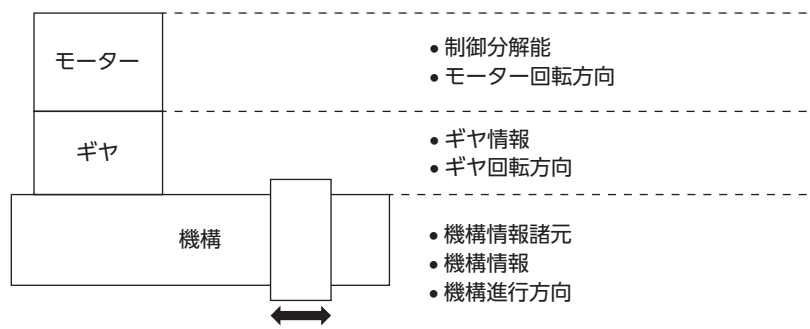 モーター
• 制御分解能
• モーター回転方向
ギヤ
• ギヤ情報
• ギヤ回転方向
機構
• 機構情報諸元
• 機構情報
• 機構進行方向